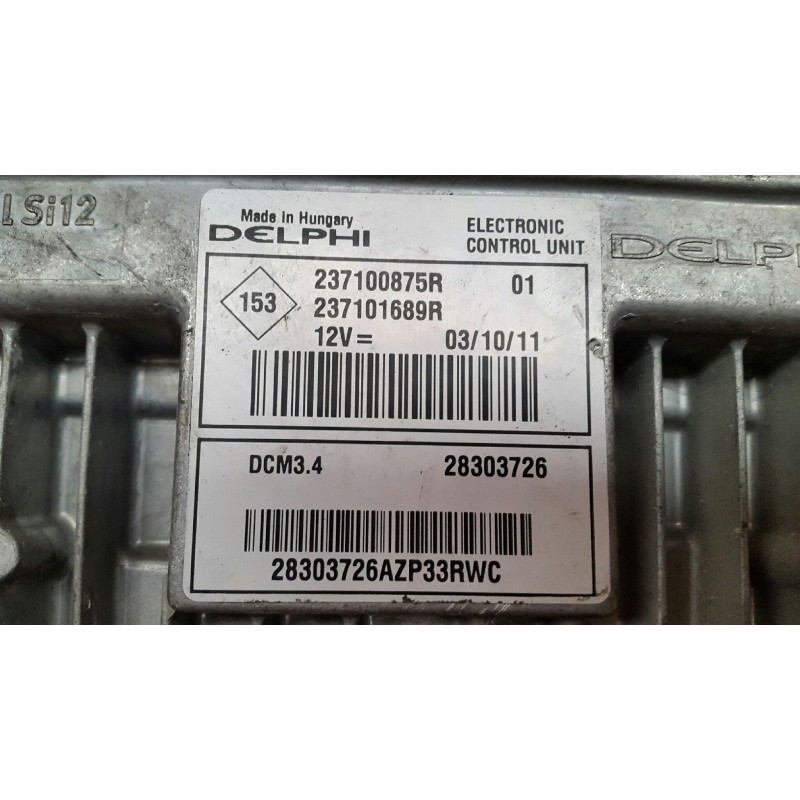 lSi12
Made in Hungary
DELPHI
ELECTRONIC
CONTROL UNIT
DELPH
153
237100875R 01
237101689R
12V= 03/10/11
DCM3.4 28303726
28303726AZP33RWC